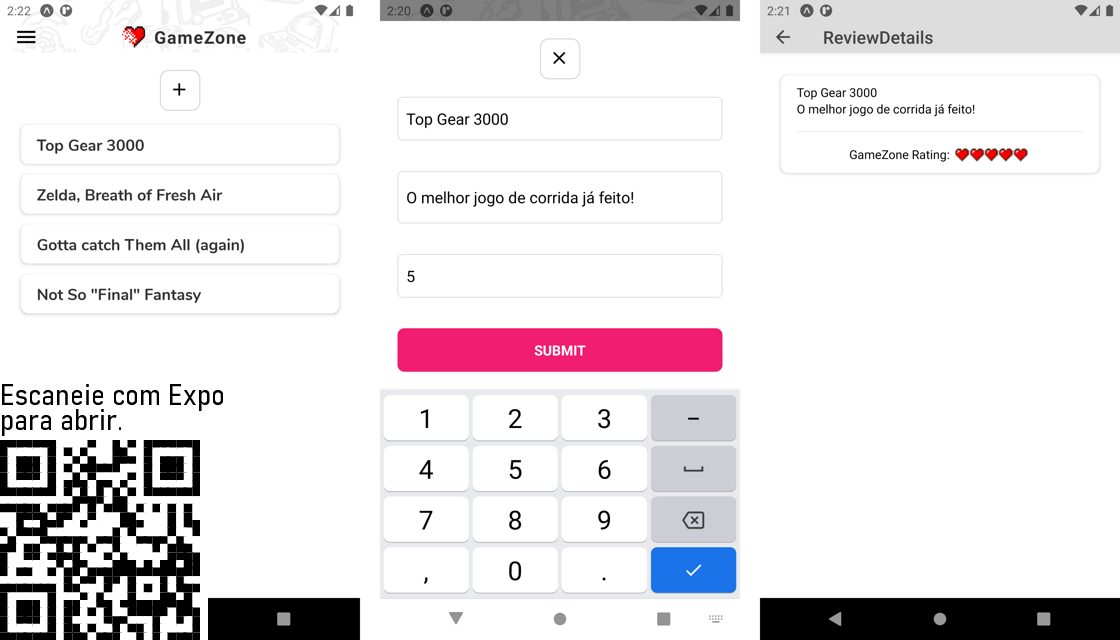 2:22
GameZone
+
Top Gear 3000
Zelda, Breath of Fresh Air
Gotta catch Them All (again)
Not So "Final" Fantasy
Escaneie com Expo
para abrir.
2:20
Top Gear 3000
O melhor jogo de corrida já feito!
5
SUBMIT
1 2 3 –
4 5 6
7 8 9
, 0 .
2:21
ReviewDetails
Top Gear 3000
O melhor jogo de corrida já feito!
GameZone Rating: